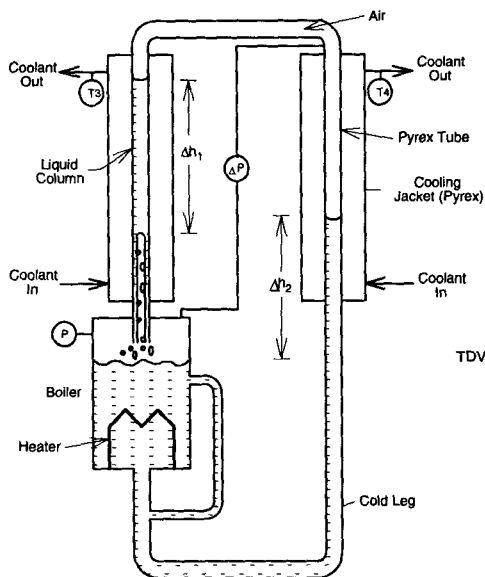 Air
Coolant
Out
T3
Liquid
Column
Δh₁
ΔP
Coolant
Out
T4
Pyrex Tube
Cooling
Jacket (Pyrex)
Coolant
In
Δh₂
Coolant
In
P
TDV
Boiler
Heater
Cold Leg